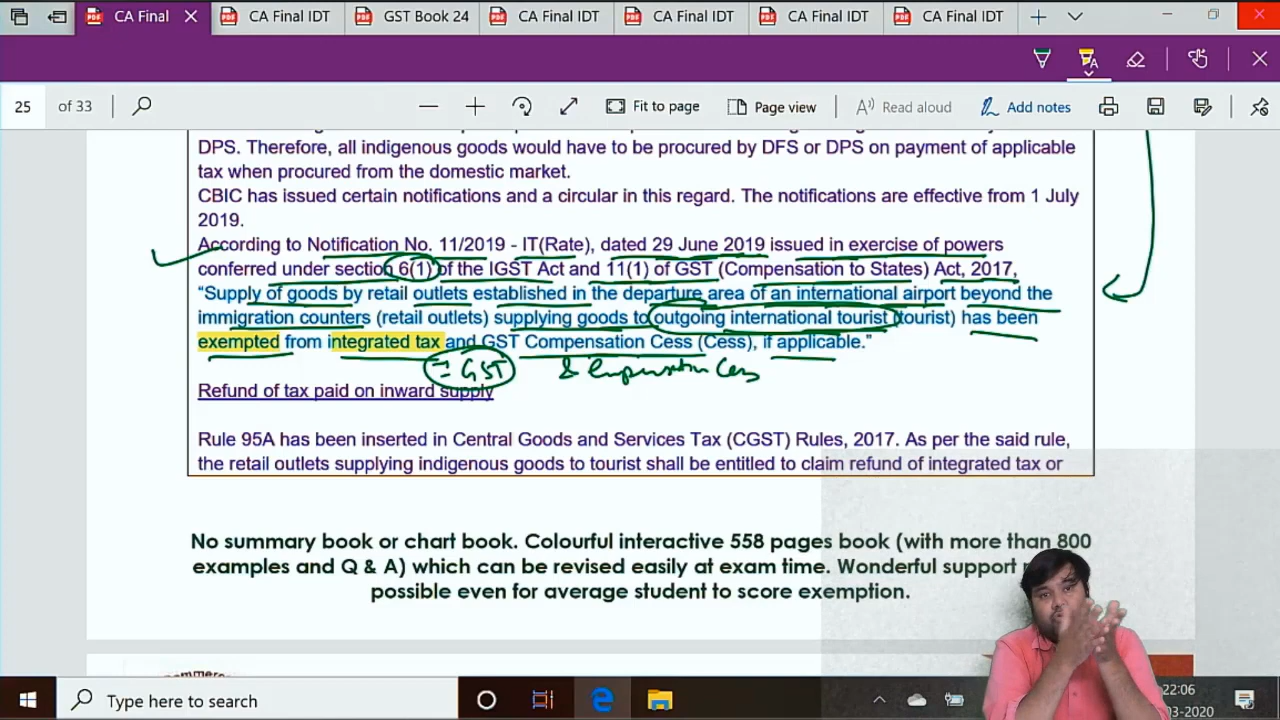 CA Final
CA Final IDT
GST Book 24
CA Final IDT
CA Final IDT
CA Final IDT
CA Final IDT
25 of 33
Fit to page
Page view
Read aloud
Add notes
DPS. Therefore, all indigenous goods would have to be procured by DFS or DPS on payment of applicable
tax when procured from the domestic market.
CBIC has issued certain notifications and a circular in this regard. The notifications are effective from 1 July
2019.
According to Notification No. 11/2019 - IT(Rate), dated 29 June 2019 issued in exercise of powers
conferred under section 6(1) of the IGST Act and 11(1) of GST (Compensation to States) Act, 2017,
“Supply of goods by retail outlets established in the departure area of an international airport beyond the
immigration counters (retail outlets) supplying goods to outgoing international tourist (tourist) has been
exempted from integrated tax and GST Compensation Cess (Cess), if applicable.”
GST &
Cess
Refund of tax paid on inward supply
Rule 95A has been inserted in Central Goods and Services Tax (CGST) Rules, 2017. As per the said rule,
the retail outlets supplying indigenous goods to tourist shall be entitled to claim refund of integrated tax or
No summary book or chart book. Colourful interactive 558 pages book (with more than 800
examples and Q & A) which can be revised easily at exam time. Wonderful support
possible even for average student to score exemption.
Type here to search
22:06
03-2020